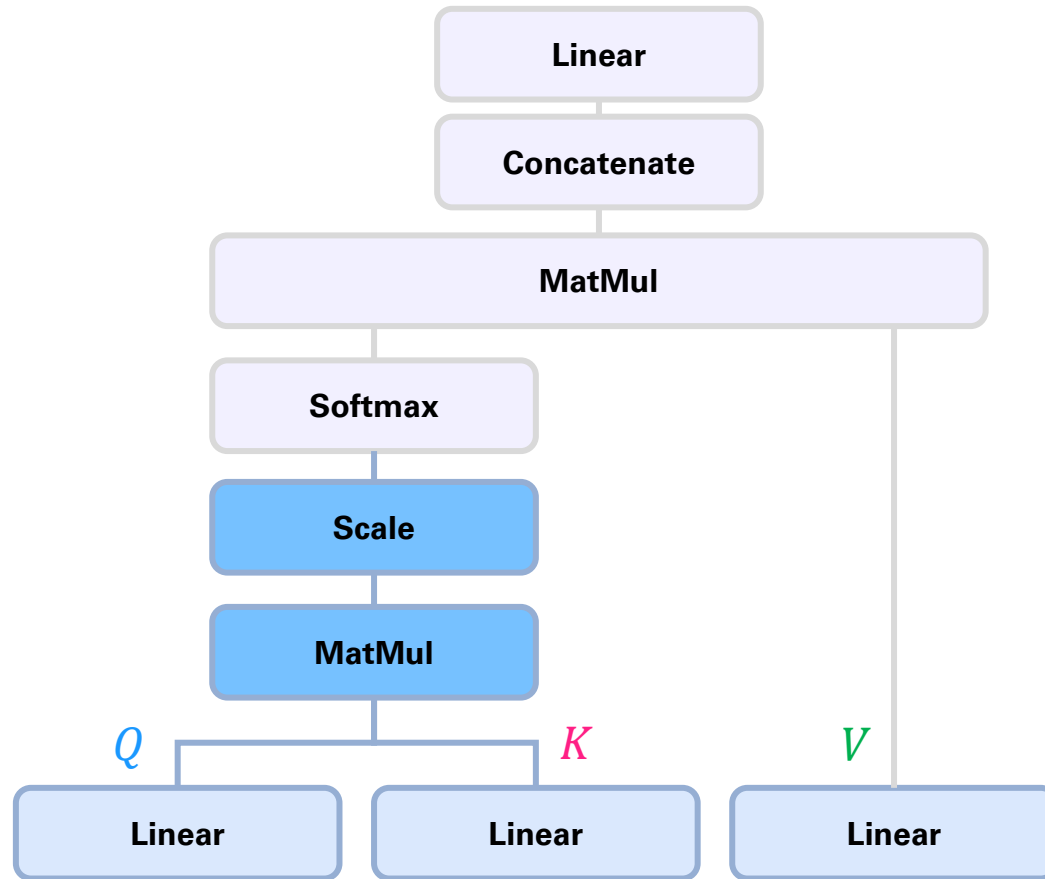 Linear
Concatenate
MatMul
Softmax
Scale
MatMul
Q K V
Linear Linear Linear